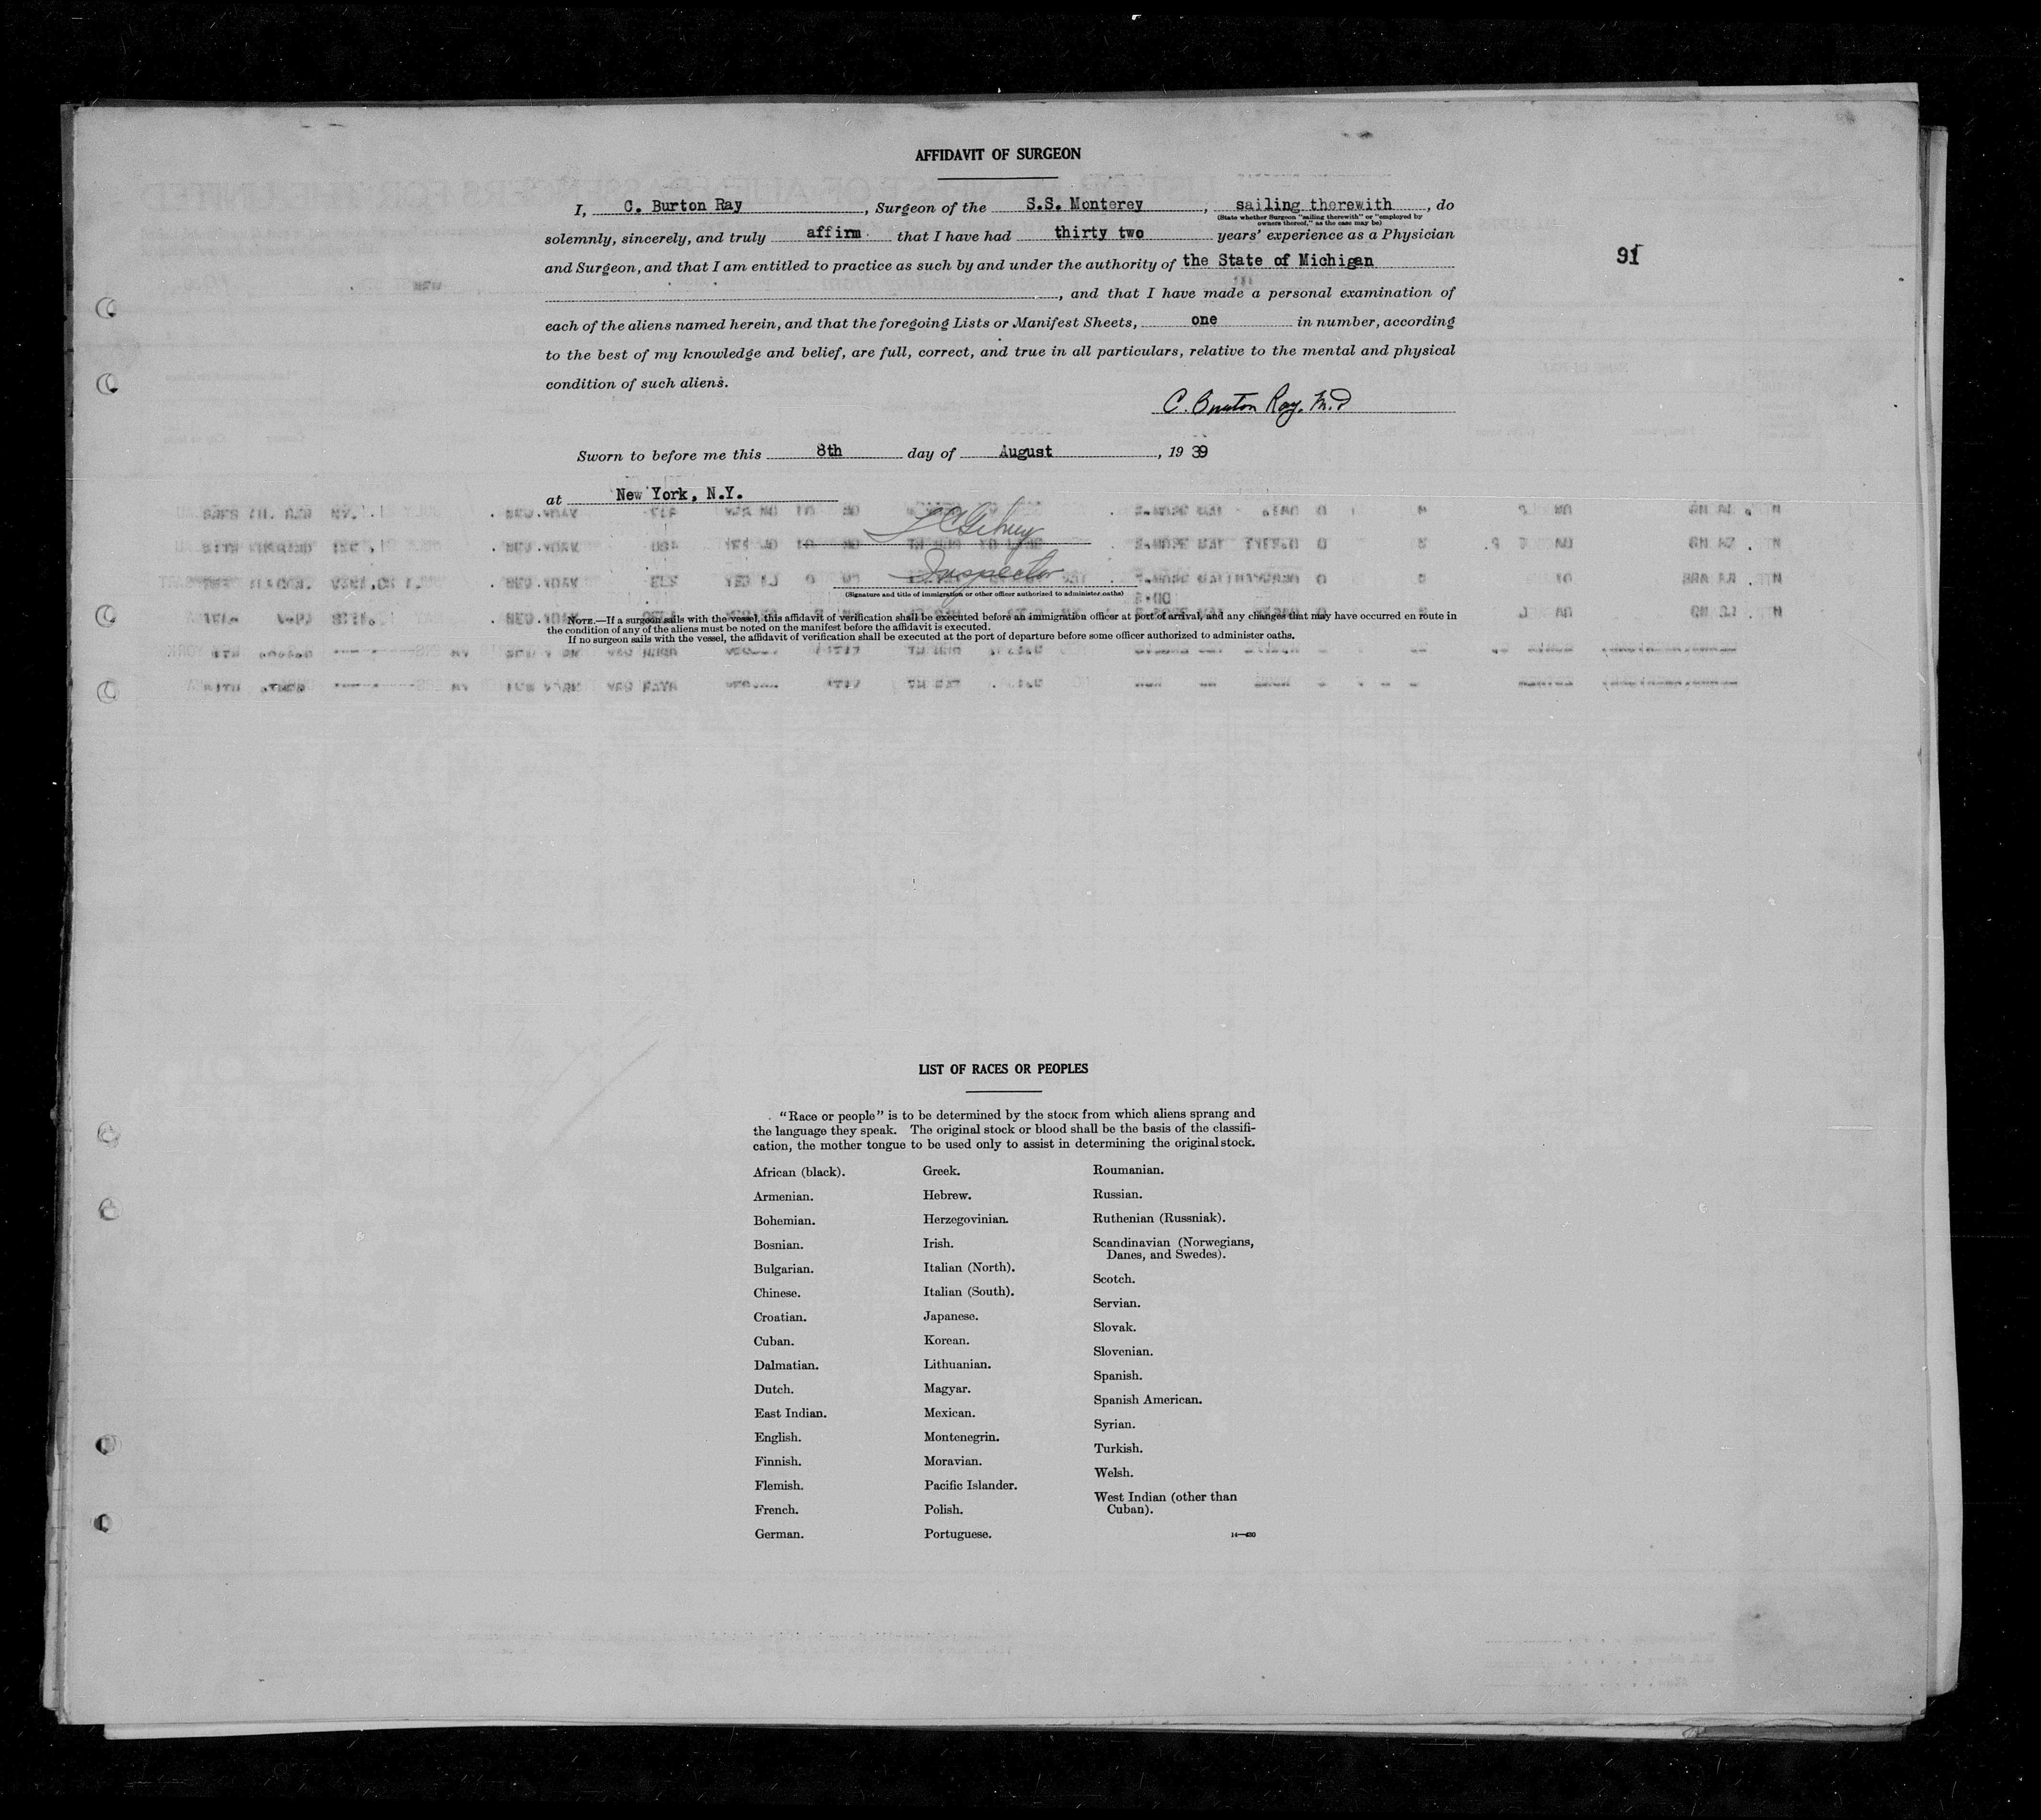 AFFIDAVIT OF SURGEON
I, C. Burton Ray, Surgeon of the S.S. Monterey, sailing therewith, do
(State whether Surgeon "sailing therewith" or "employed by
owners thereof," as the case may be)
solemnly, sincerely, and truly affirm that I have had thirty two years' experience as a Physician
and Surgeon, and that I am entitled to practice as such by and under the authority of the State of Michigan
, and that I have made a personal examination of
91
each of the aliens named herein, and that the foregoing Lists or Manifest Sheets, one in number, according
to the best of my knowledge and belief, are full, correct, and true in all particulars, relative to the mental and physical
condition of such aliens.
C. Burton Ray, M.D
Sworn to before me this 8th day of August, 1939
at New York, N.Y.
Inspector
(Signature and title of immigration or other officer authorized to administer oaths)
NOTE.—If a surgeon sails with the vessel, this affidavit of verification shall be executed before an immigration officer at port of arrival, and any changes that may have occurred en route in
the condition of any of the aliens must be noted on the manifest before the affidavit is executed.
If no surgeon sails with the vessel, the affidavit of verification shall be executed at the port of departure before some officer authorized to administer oaths.
LIST OF RACES OR PEOPLES
"Race or people" is to be determined by the stock from which aliens sprang and
the language they speak. The original stock or blood shall be the basis of the classifi-
cation, the mother tongue to be used only to assist in determining the original stock.
African (black).
Armenian.
Bohemian.
Bosnian.
Bulgarian.
Chinese.
Croatian.
Cuban.
Dalmatian.
Dutch.
East Indian.
English.
Finnish.
Flemish.
French.
German.
Greek.
Hebrew.
Herzegovinian.
Irish.
Italian (North).
Italian (South).
Japanese.
Korean.
Lithuanian.
Magyar.
Mexican.
Montenegrin.
Moravian.
Pacific Islander.
Polish.
Portuguese.
Roumanian.
Russian.
Ruthenian (Russniak).
Scandinavian (Norwegians,
Danes, and Swedes).
Scotch.
Servian.
Slovak.
Slovenian.
Spanish.
Spanish American.
Syrian.
Turkish.
Welsh.
West Indian (other than
Cuban).